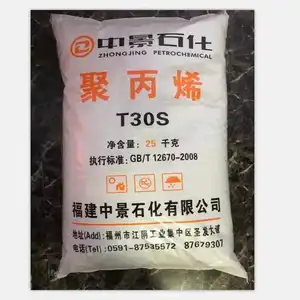 中景石化
ZHONGJING PETROCHEMICAL
聚丙烯
T30S
净含量：25 千克
执行标准：GB/T 12670-2008
福建中景石化有限公司
地址(Add)：福州市江阴工业集中区
电话(Tel)：0591-87535572 87679307